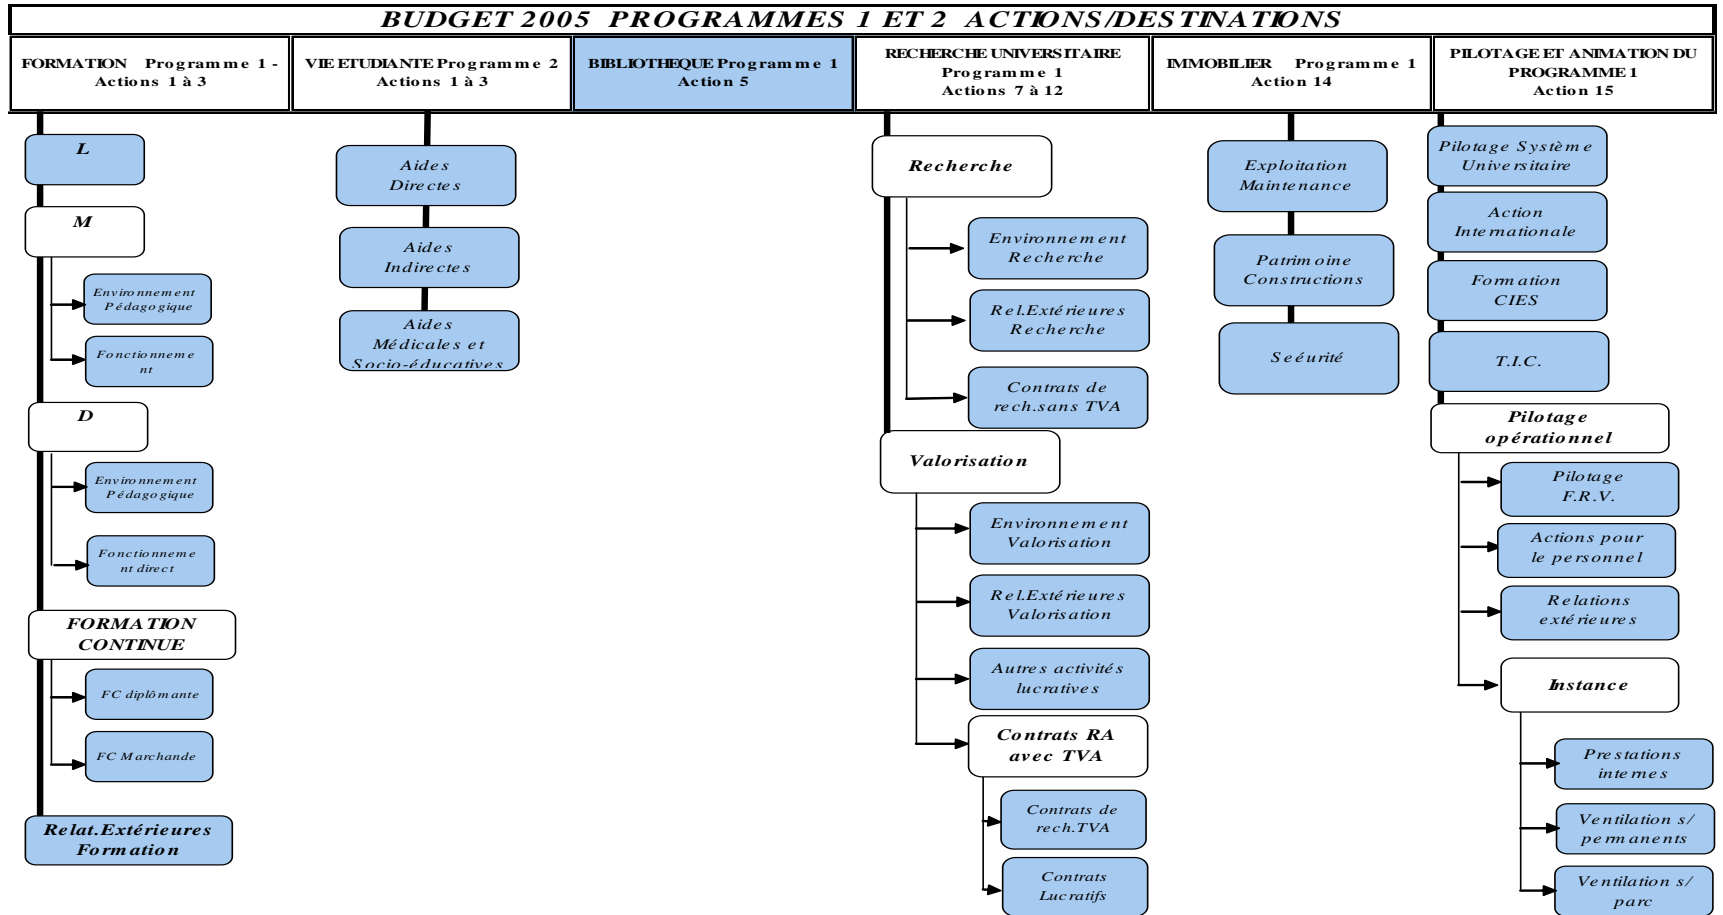 BUDGET 2005 PROGRAMMES 1 ET 2 ACTIONS/DESTINATIONS
FORMATION Programme 1 -
Actions 1 à 3
VIE ETUDIANTE Programme 2
Actions 1 à 3
BIBLIOTHEQUE Programme 1
Action 5
RECHERCHE UNIVERSITAIRE
Programme 1
Actions 7 à 12
IMMOBILIER Programme 1
Action 14
PILOTAGE ET ANIMATION DU
PROGRAMME 1
Action 15
L
M
Environnement
Pédagogique
Fonctionneme
nt
D
Environnement
Pédagogique
Fonctionneme
nt direct
FORMATION
CONTINUE
FC diplômante
FC Marchande
Relat.Extérieures
Formation
Aides
Directes
Aides
Indirectes
Aides
Médicales et
Socio-éducatives
Recherche
Environnement
Recherche
Rel.Extérieures
Recherche
Contrats de
rech.sans TVA
Valorisation
Environnement
Valorisation
Rel.Extérieures
Valorisation
Autres activités
lucratives
Contrats RA
avec TVA
Contrats de
rech.TVA
Contrats
Lucratifs
Exploitation
Maintenance
Patrimoine
Constructions
Seéurité
Pilotage Système
Universitaire
Action
Internationale
Formation
CIES
T.I.C.
Pilotage
opérationnel
Pilotage
F.R.V.
Actions pour
le personnel
Relations
extérieures
Instance
Prestations
internes
Ventilation s/
permanents
Ventilation s/
parc